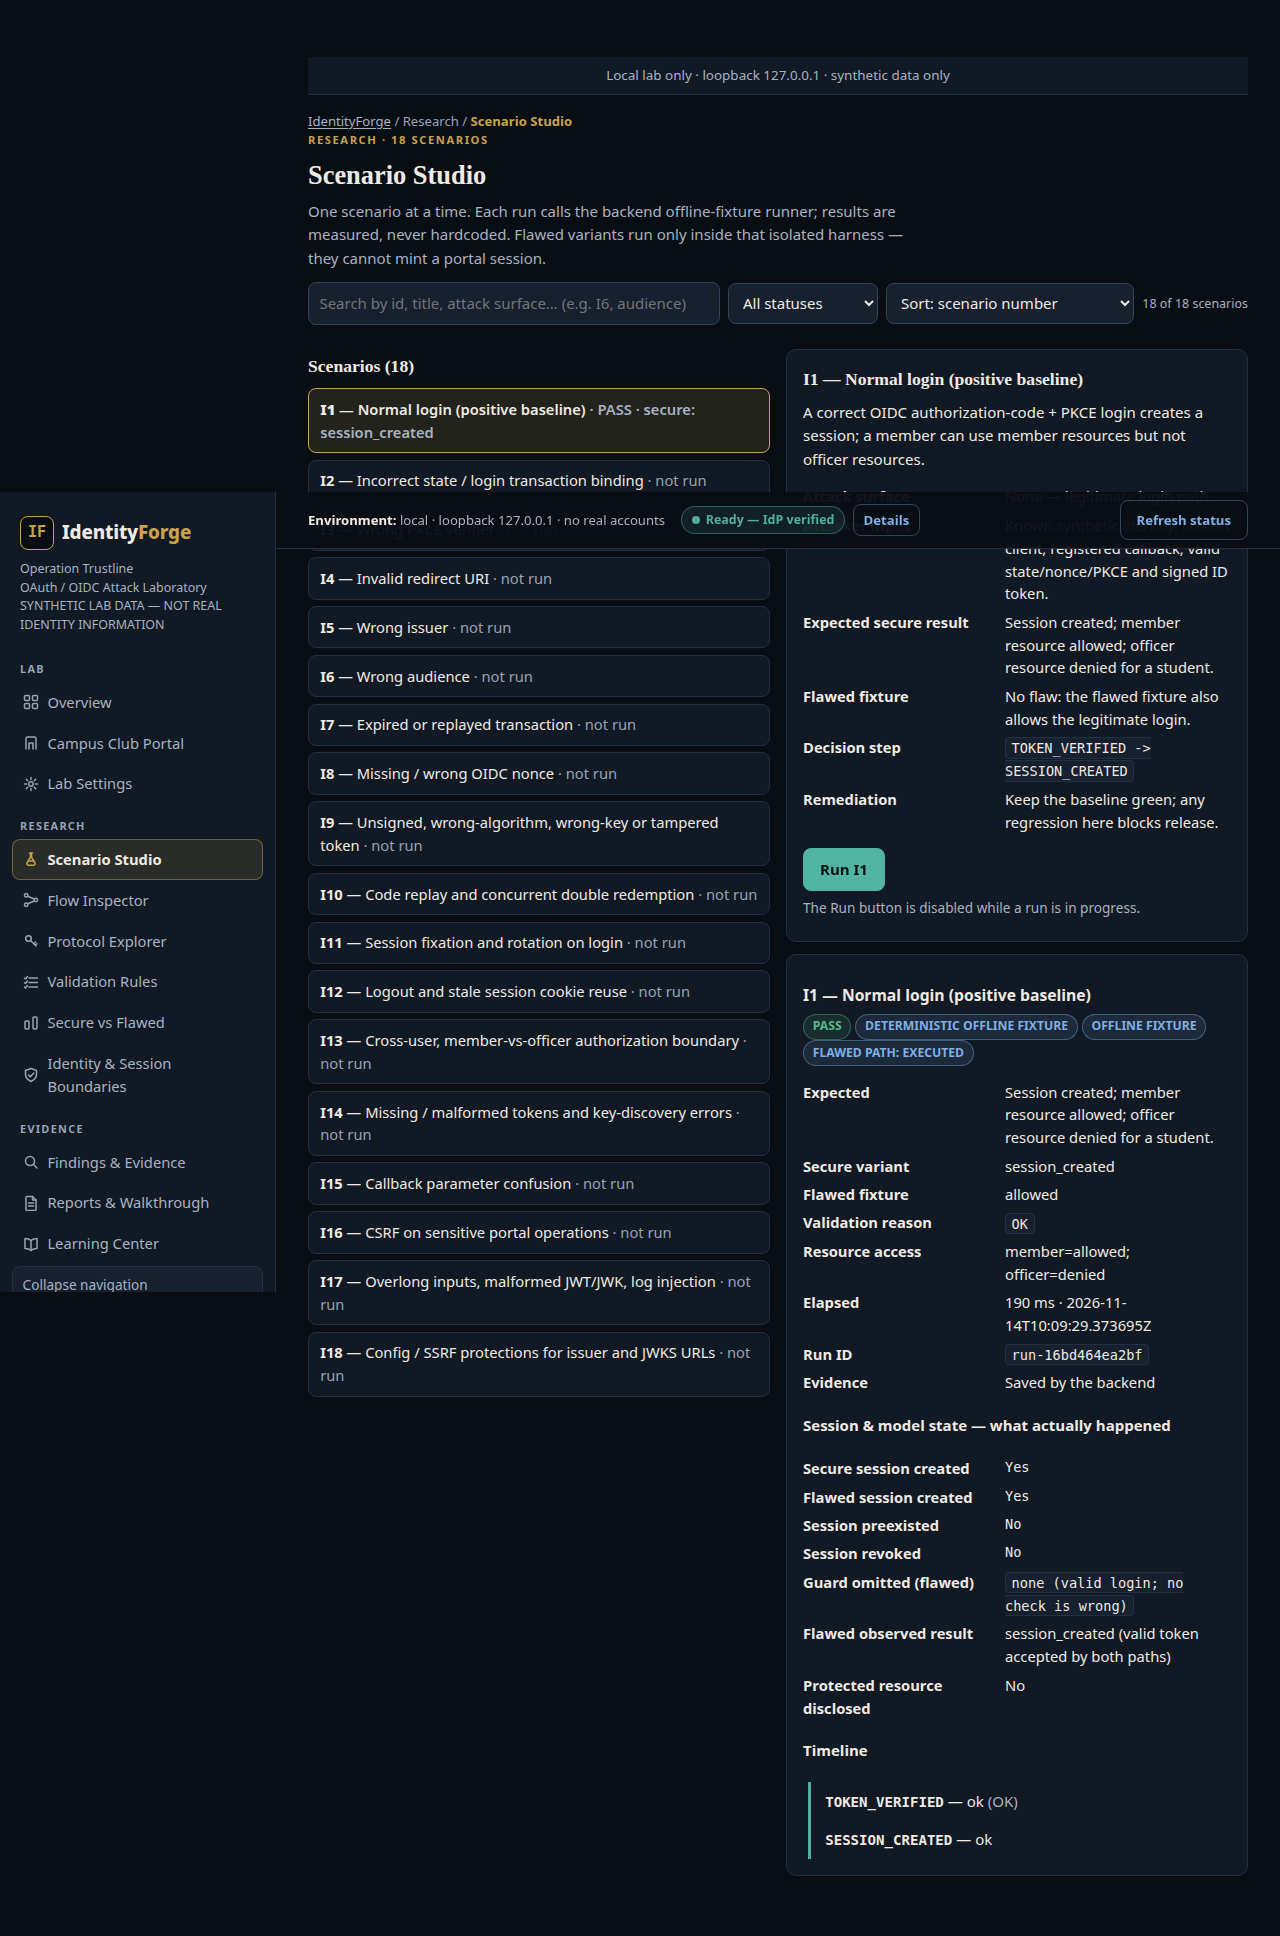 Local lab only · loopback 127.0.0.1 · synthetic data only
IdentityForge / Research / Scenario Studio
RESEARCH · 18 SCENARIOS
Scenario Studio
One scenario at a time. Each run calls the backend offline-fixture runner; results are
measured, never hardcoded. Flawed variants run only inside that isolated harness —
they cannot mint a portal session.
Search by id, title, attack surface... (e.g. I6, audience)
All statuses
Sort: scenario number
18 of 18 scenarios
Scenarios (18)
I1 — Normal login (positive baseline) · PASS · secure:
session_created
I2 — Incorrect state / login transaction binding · not run
I3 — Wrong PKCE verifier · not run
I4 — Invalid redirect URI · not run
I5 — Wrong issuer · not run
I6 — Wrong audience · not run
I7 — Expired or replayed transaction · not run
I8 — Missing / wrong OIDC nonce · not run
I9 — Unsigned, wrong-algorithm, wrong-key or tampered
token · not run
I10 — Code replay and concurrent double redemption · not run
I11 — Session fixation and rotation on login · not run
I12 — Logout and stale session cookie reuse · not run
I13 — Cross-user, member-vs-officer authorization boundary ·
not run
I14 — Missing / malformed tokens and key-discovery errors ·
not run
I15 — Callback parameter confusion · not run
I16 — CSRF on sensitive portal operations · not run
I17 — Overlong inputs, malformed JWT/JWK, log injection · not
run
I18 — Config / SSRF protections for issuer and JWKS URLs · not
run
I1 — Normal login (positive baseline)
A correct OIDC authorization-code + PKCE login creates a
session; a member can use member resources but not
officer resources.
Attack surface
None — legitimate login path.
Known synthetic
client, registered callback, valid
state/nonce/PKCE and signed ID
token.
Expected secure result
Session created; member
resource allowed; officer
resource denied for a student.
Flawed fixture
No flaw: the flawed fixture also
allows the legitimate login.
Decision step
TOKEN_VERIFIED ->
SESSION_CREATED
Remediation
Keep the baseline green; any
regression here blocks release.
Run I1
The Run button is disabled while a run is in progress.
I1 — Normal login (positive baseline)
PASS
DETERMINISTIC OFFLINE FIXTURE
OFFLINE FIXTURE
FLAWED PATH: EXECUTED
Expected
Session created; member
resource allowed; officer
resource denied for a student.
Secure variant
session_created
Flawed fixture
allowed
Validation reason
OK
Resource access
member=allowed;
officer=denied
Elapsed
190 ms · 2026-11-
14T10:09:29.373695Z
Run ID
run-16bd464ea2bf
Evidence
Saved by the backend
Session & model state — what actually happened
Secure session created
Yes
Flawed session created
Yes
Session preexisted
No
Session revoked
No
Guard omitted (flawed)
none (valid login; no
check is wrong)
Flawed observed result
session_created (valid token
accepted by both paths)
Protected resource
disclosed
No
Timeline
TOKEN_VERIFIED — ok (OK)
SESSION_CREATED — ok
Environment: local · loopback 127.0.0.1 · no real accounts
Ready — IdP verified
Details
Refresh status
IF
IdentityForge
Operation Trustline
OAuth / OIDC Attack Laboratory
SYNTHETIC LAB DATA — NOT REAL
IDENTITY INFORMATION
LAB
Overview
Campus Club Portal
Lab Settings
RESEARCH
Scenario Studio
Flow Inspector
Protocol Explorer
Validation Rules
Secure vs Flawed
Identity & Session
Boundaries
EVIDENCE
Findings & Evidence
Reports & Walkthrough
Learning Center
Collapse navigation